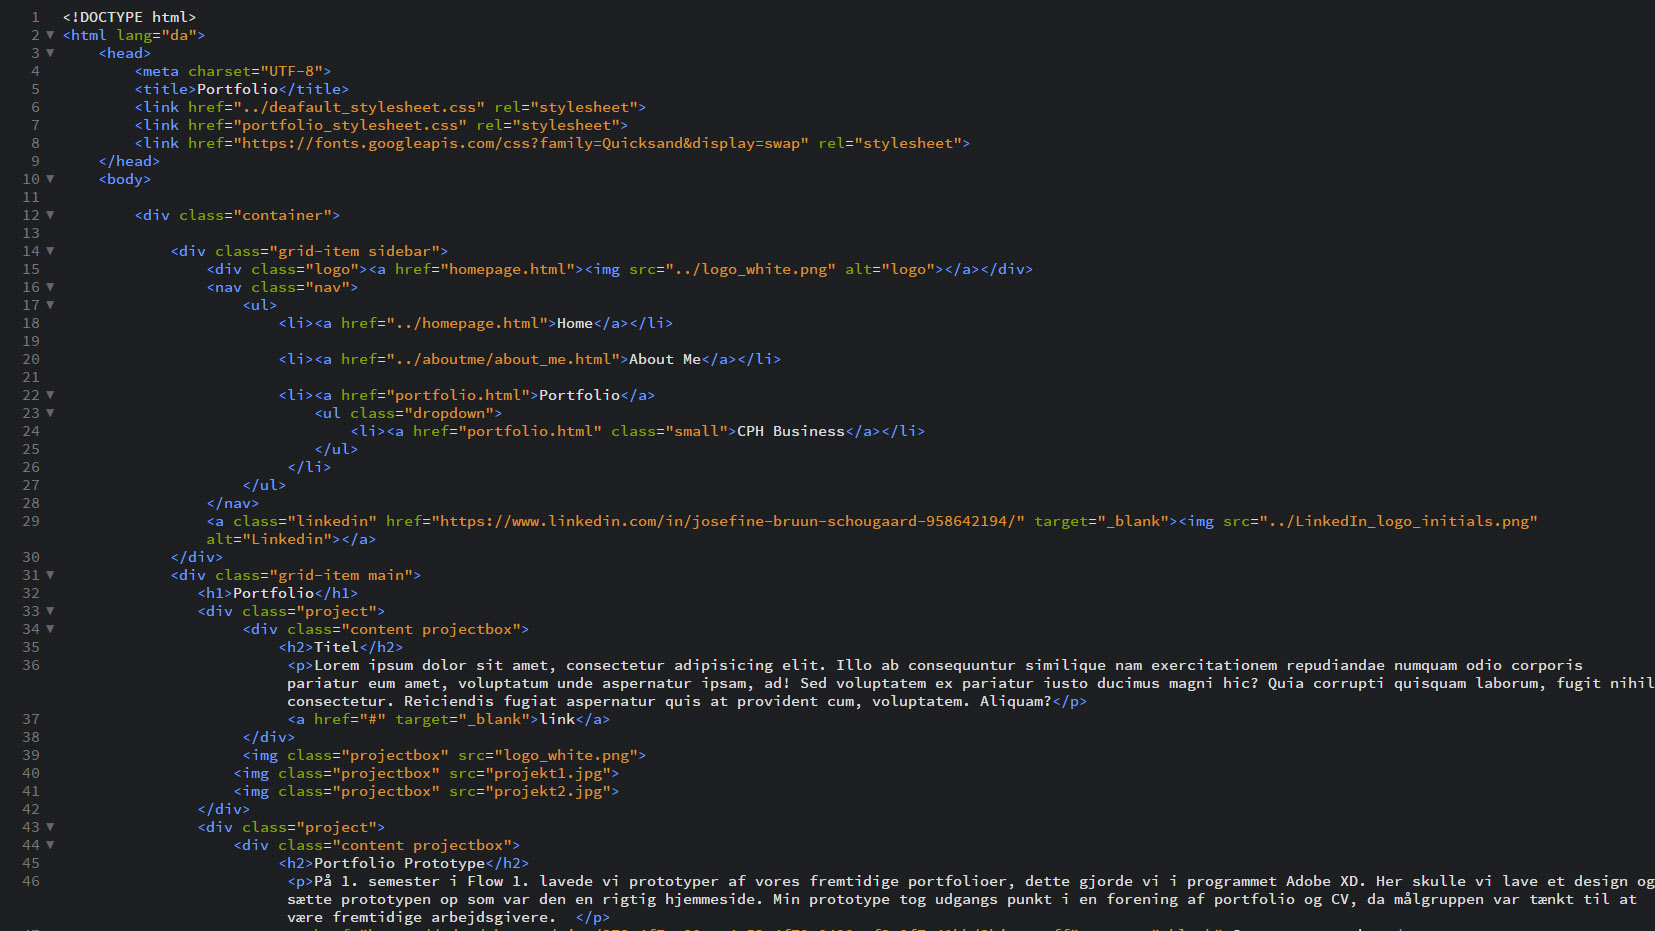 1 <!DOCTYPE html>
2 <html lang="da">
3 <head>
4 <meta charset="UTF-8">
5 <title>Portfolio</title>
6 <link href="../deafault_stylesheet.css" rel="stylesheet">
7 <link href="portfolio_stylesheet.css" rel="stylesheet">
8 <link href="https://fonts.googleapis.com/css?family=Quicksand&display=swap" rel="stylesheet">
9 </head>
10 <body>
11
12 <div class="container">
13
14 <div class="grid-item sidebar">
15 <div class="logo"><a href="homepage.html"><img src="../logo_white.png" alt="logo"></a></div>
16 <nav class="nav">
17 <ul>
18 <li><a href="../homepage.html">Home</a></li>
19
20 <li><a href="../aboutme/about_me.html">About Me</a></li>
21
22 <li><a href="portfolio.html">Portfolio</a>
23 <ul class="dropdown">
24 <li><a href="portfolio.html" class="small">CPH Business</a></li>
25 </ul>
26 </li>
27 </ul>
28 </nav>
29 <a class="linkedin" href="https://www.linkedin.com/in/josefine-bruun-schougaard-958642194/" target="_blank"><img src="../LinkedIn_logo_initials.png"
alt="Linkedin"></a>
30 </div>
31 <div class="grid-item main">
32 <h1>Portfolio</h1>
33 <div class="project">
34 <div class="content projectbox">
35 <h2>Titel</h2>
36 <p>Lorem ipsum dolor sit amet, consectetur adipisicing elit. Illo ab consequuntur similique nam exercitationem repudiandae numquam odio corporis
pariatur eum amet, voluptatum unde aspernatur ipsam, ad! Sed voluptatem ex pariatur iusto ducimus magni hic? Quia corrupti quisquam laborum, fugit nihil
consectetur. Reiciendis fugiat aspernatur quis at provident cum, voluptatem. Aliquam?</p>
37 <a href="#" target="_blank">link</a>
38 </div>
39 <img class="projectbox" src="logo_white.png">
40 <img class="projectbox" src="projekt1.jpg">
41 <img class="projectbox" src="projekt2.jpg">
42 </div>
43 <div class="project">
44 <div class="content projectbox">
45 <h2>Portfolio Prototype</h2>
46 <p>På 1. semester i Flow 1. lavede vi prototyper af vores fremtidige portfolioer, dette gjorde vi i programmet Adobe XD. Her skulle vi lave et design og
sætte prototypen op som var den en rigtig hjemmeside. Min prototype tog udgangs punkt i en forening af portfolio og CV, da målgruppen var tænkt til at
være fremtidige arbejdsgivere. </p>